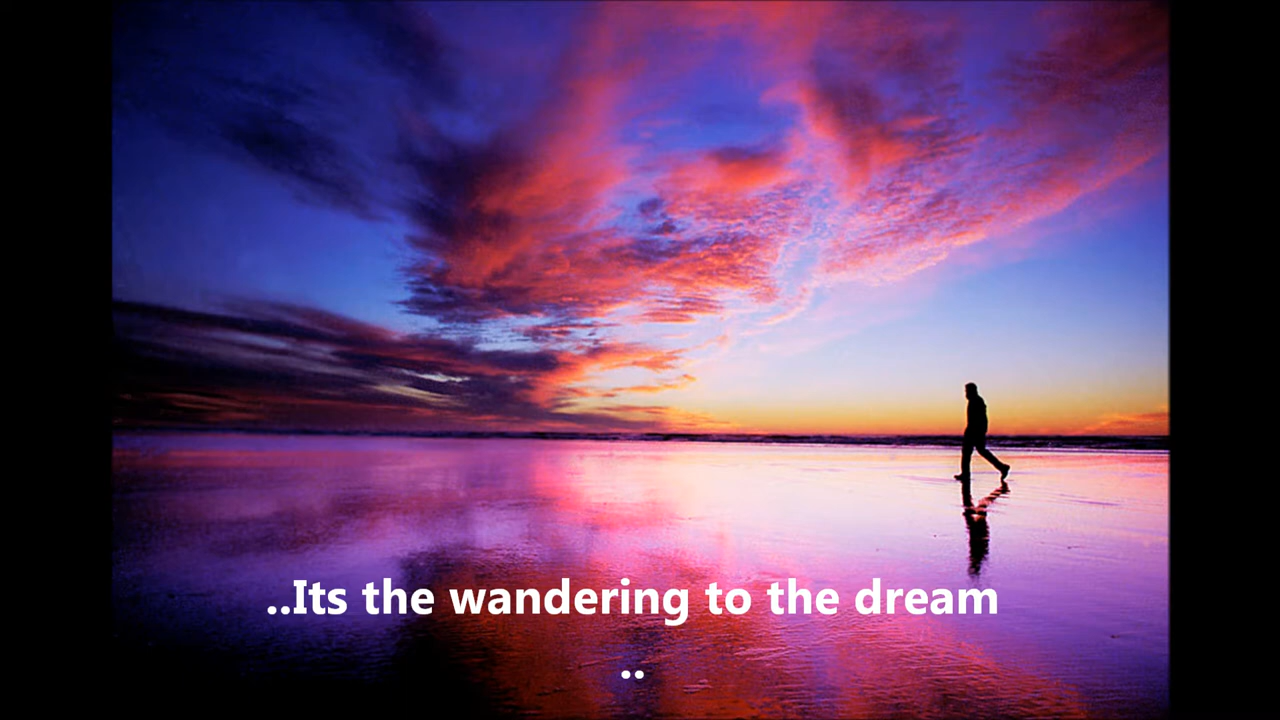 ..Its the wandering to the dream
..